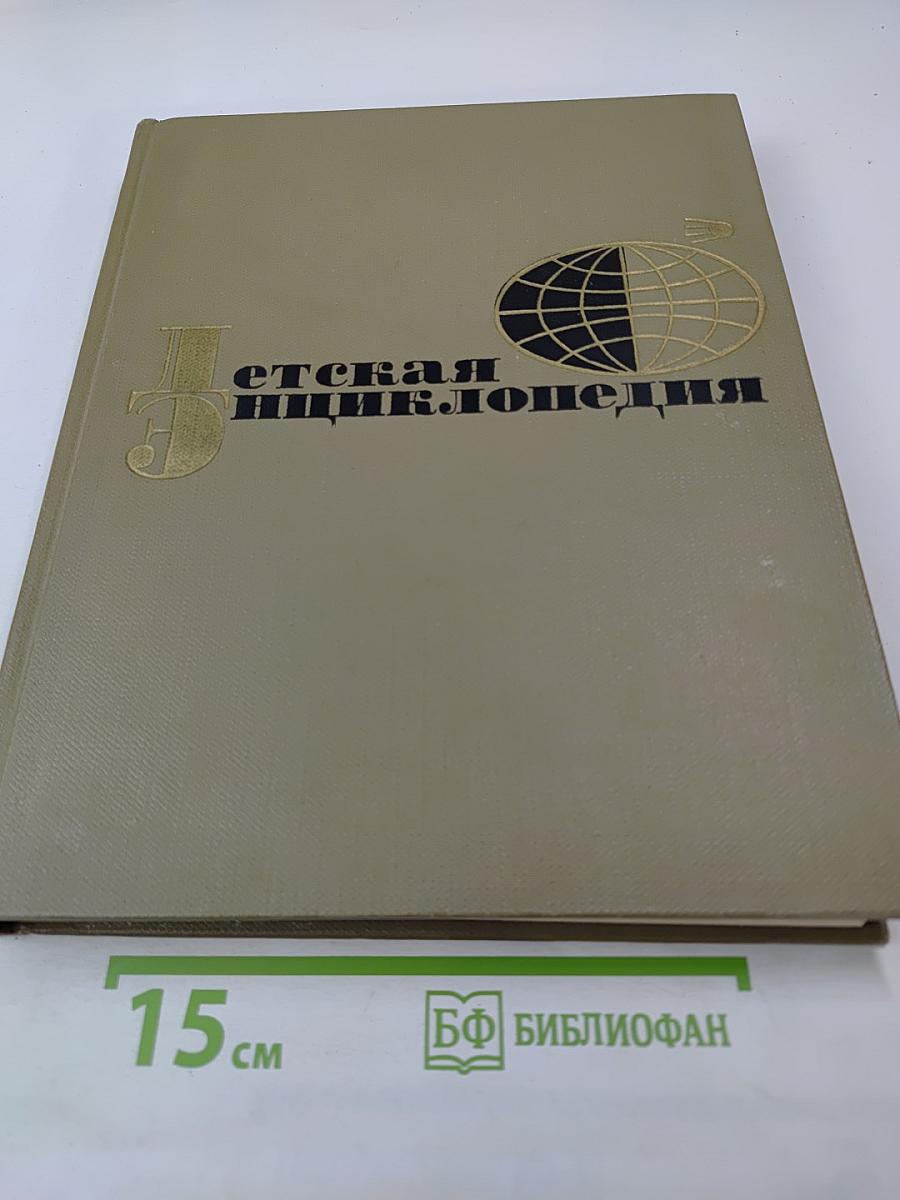 Детская
Энциклопедия
15 см
БФ БИБЛИОФАН